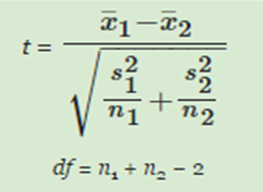 t = (x̄₁ − x̄₂) / √(s₁²/n₁ + s₂²/n₂)
df = n₁ + n₂ − 2